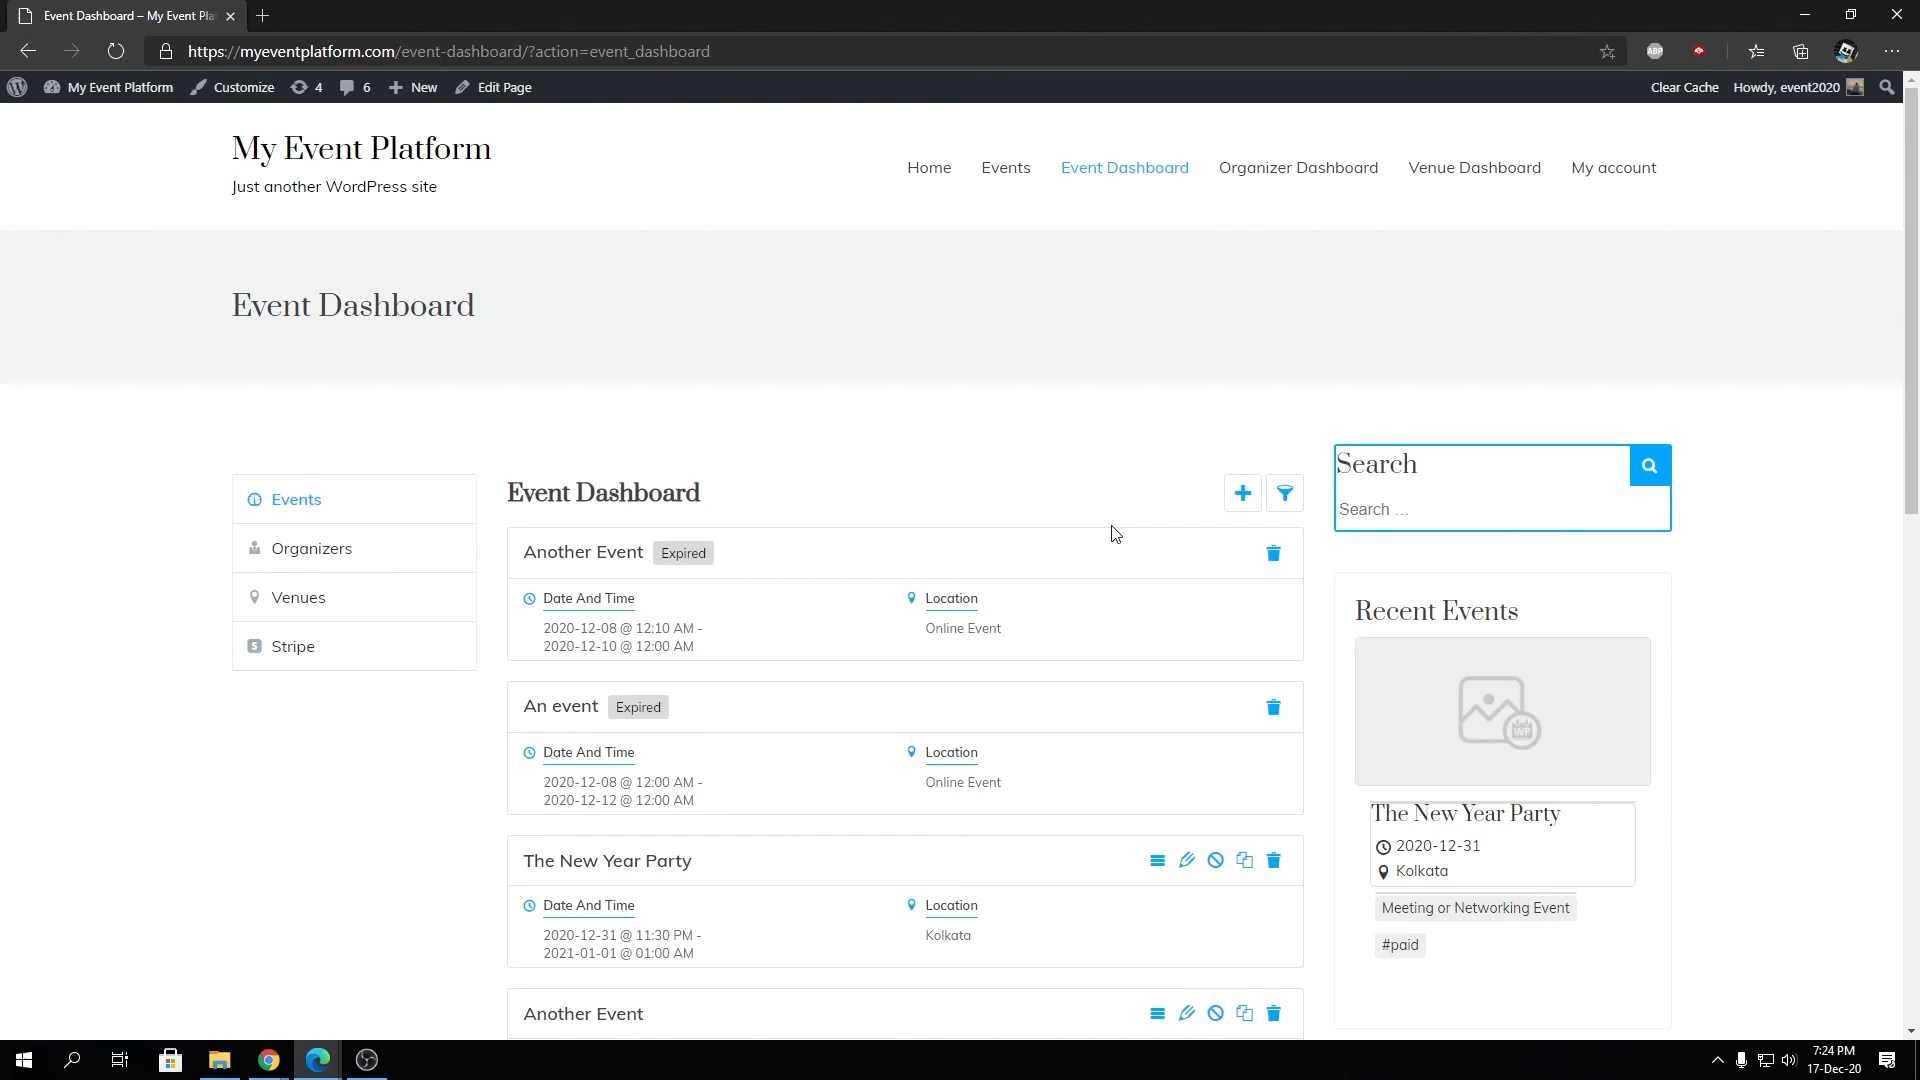 Event Dashboard – My Event Pla
https://myeventplatform.com/event-dashboard/?action=event_dashboard
ABP
My Event Platform Customize 4 6 New Edit Page Clear Cache Howdy, event2020
My Event Platform
Just another WordPress site
Home Events Event Dashboard Organizer Dashboard Venue Dashboard My account
Event Dashboard
Events
Organizers
Venues
Stripe
Event Dashboard
Another Event Expired
Date And Time Location
2020-12-08 @ 12:10 AM - Online Event
2020-12-10 @ 12:00 AM
An event Expired
Date And Time Location
2020-12-08 @ 12:00 AM - Online Event
2020-12-12 @ 12:00 AM
The New Year Party
Date And Time Location
2020-12-31 @ 11:30 PM - Kolkata
2021-01-01 @ 01:00 AM
Another Event
Search
Search ...
Recent Events
WP
The New Year Party
2020-12-31
Kolkata
Meeting or Networking Event
#paid
7:24 PM
17-Dec-20